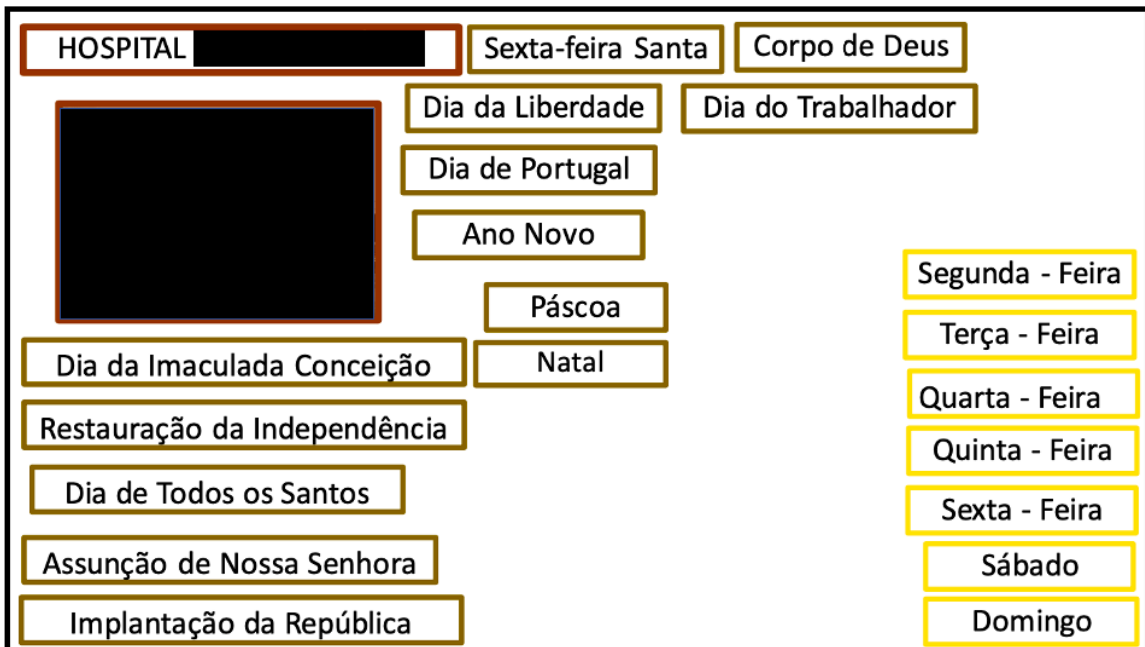 HOSPITAL
Sexta-feira Santa
Corpo de Deus
Dia da Liberdade
Dia do Trabalhador
Dia de Portugal
Ano Novo
Segunda - Feira
Páscoa
Terça - Feira
Dia da Imaculada Conceição
Natal
Quarta - Feira
Restauração da Independência
Quinta - Feira
Dia de Todos os Santos
Sexta - Feira
Assunção de Nossa Senhora
Sábado
Implantação da República
Domingo